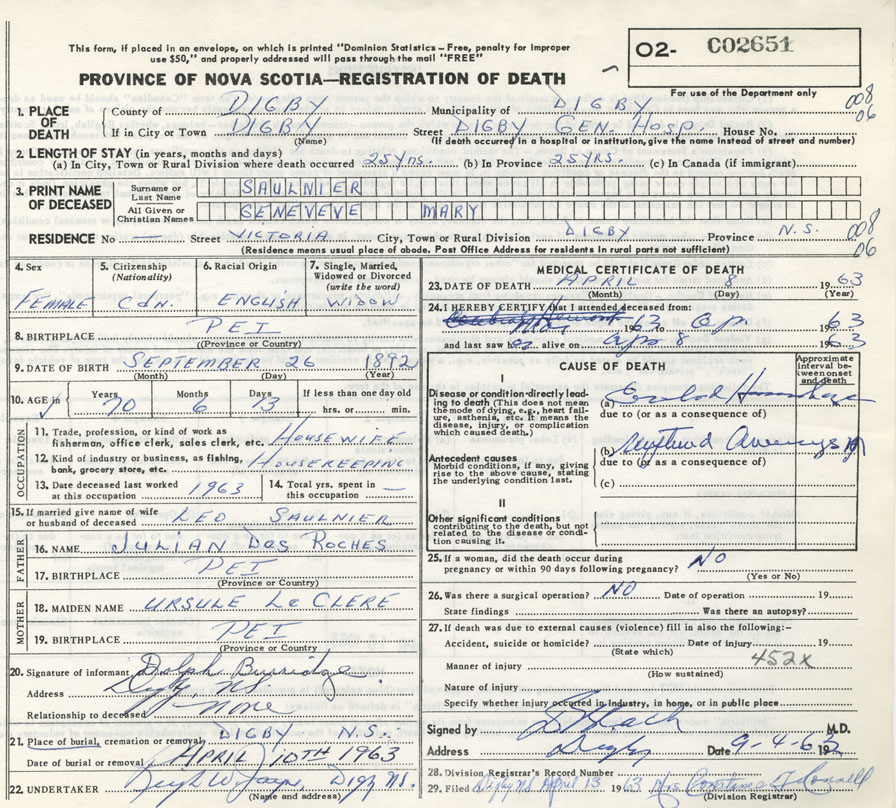 This form, if placed in an envelope, on which is printed "Dominion Statistics — Free, penalty for improper
use $50," and properly addressed will pass through the mail "FREE"
PROVINCE OF NOVA SCOTIA—REGISTRATION OF DEATH
O2- C02651
For use of the Department only
008
06
1. PLACE OF DEATH
County of DIGBY Municipality of DIGBY
If in City or Town DIGBY Street DIGBY GEN. HOSP. House No.
(Name) (If death occurred in a hospital or institution, give the name instead of street and number)
2. LENGTH OF STAY (in years, months and days)
(a) In City, Town or Rural Division where death occurred 25 yrs. (b) In Province 25 YRS. (c) In Canada (if immigrant)
3. PRINT NAME OF DECEASED
Surname or Last Name SAULNIER
All Given or Christian Names GENEVEVE MARY
RESIDENCE No — Street VICTORIA City, Town or Rural Division DIGBY Province N.S.
008
06
(Residence means usual place of abode. Post Office Address for residents in rural parts not sufficient)
4. Sex
FEMALE
5. Citizenship (Nationality)
Cdn.
6. Racial Origin
ENGLISH
7. Single, Married, Widowed or Divorced (write the word)
WIDOW
8. BIRTHPLACE PEI
(Province or Country)
9. DATE OF BIRTH SEPTEMBER 26 1892
(Month) (Day) (Year)
10. AGE in Years 70 Months 6 Days 13 If less than one day old
hrs. or min.
OCCUPATION
11. Trade, profession, or kind of work as
fisherman, office clerk, sales clerk, etc. HOUSEWIFE
12. Kind of industry or business, as fishing,
bank, grocery store, etc. HOUSEKEEPING
13. Date deceased last worked
at this occupation 1963
14. Total yrs. spent in
this occupation —
15. If married give name of wife
or husband of deceased LEO SAULNIER
FATHER
16. NAME JULIAN DesROCHES
17. BIRTHPLACE PEI
(Province or Country)
MOTHER
18. MAIDEN NAME URSULE LeCLERE
19. BIRTHPLACE PEI
(Province or Country)
20. Signature of informant Dolph
Address Digby NS.
Relationship to deceased None
21. Place of burial, cremation or removal DIGBY N.S.
Date of burial or removal APRIL 10TH 1963
22. UNDERTAKER Digby NS.
(Name and address)
MEDICAL CERTIFICATE OF DEATH
23. DATE OF DEATH APRIL 8 1963
(Month) (Day) (Year)
24. I HEREBY CERTIFY that I attended deceased from:
19 to 1963
and last saw alive on Apr 8 1963
CAUSE OF DEATH
Approximate interval between onset and death
I
Disease or condition directly leading to death (This does not mean the mode of dying, e.g., heart failure, asthenia, etc. It means the disease, injury, or complication which caused death.)
(a)
due to (or as a consequence of)
Antecedent causes
Morbid conditions, if any, giving rise to the above cause, stating the underlying condition last.
(b)
due to (or as a consequence of)
(c)
II
Other significant conditions
contributing to the death, but not related to the disease or condition causing it.
25. If a woman, did the death occur during
pregnancy or within 90 days following pregnancy? NO
(Yes or No)
26. Was there a surgical operation? NO Date of operation 19
State findings Was there an autopsy?
27. If death was due to external causes (violence) fill in also the following:—
Accident, suicide or homicide? Date of injury 19
(State which)
452X
Manner of injury
(How sustained)
Nature of injury
Specify whether injury occurred in Industry, in home, or in public place
Signed by M.D.
Address Digby Date 9-4-63 19
28. Division Registrar's Record Number
29. Filed Digby NS April 13 1963 Mrs
(Division Registrar)